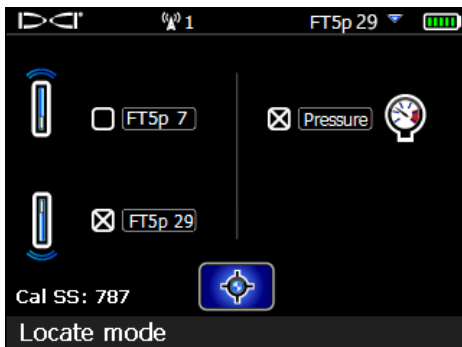 DCI 1 FT5p 29
FT5p 7 Pressure
FT5p 29
Cal SS: 787
Locate mode